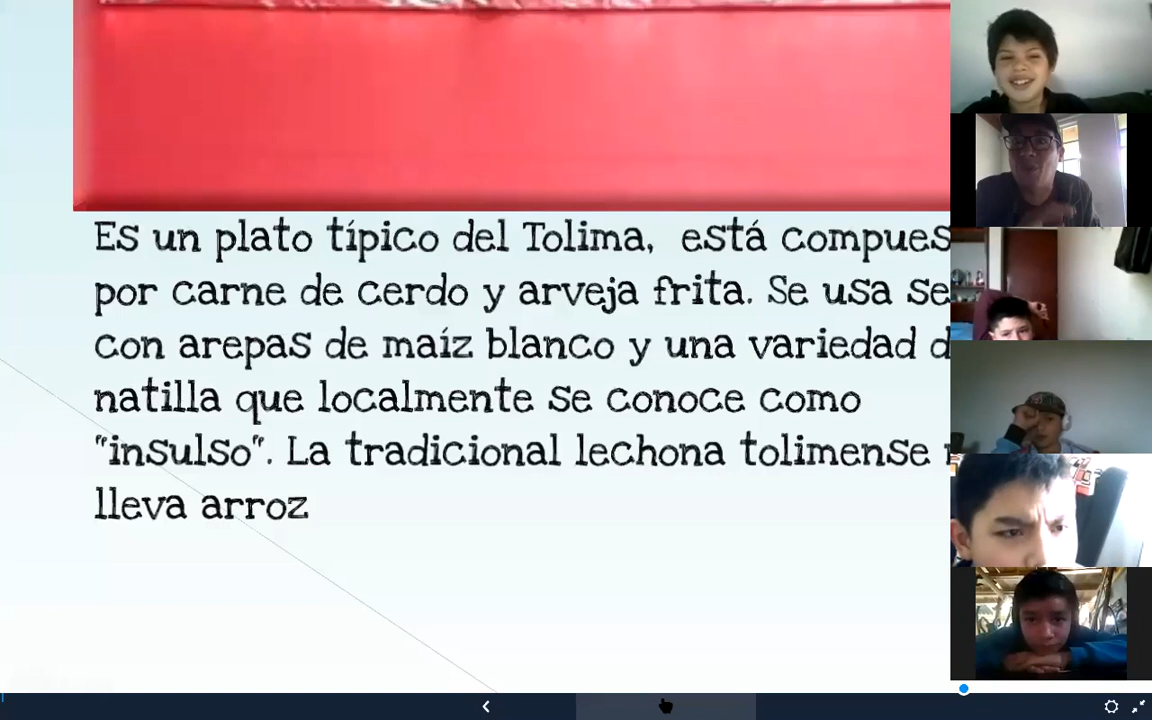 Es un plato típico del Tolima, está compues
por carne de cerdo y arveja frita. Se usa se
con arepas de maíz blanco y una variedad d
natilla que localmente se conoce como
"insulso". La tradicional lechona tolimense
lleva arroz